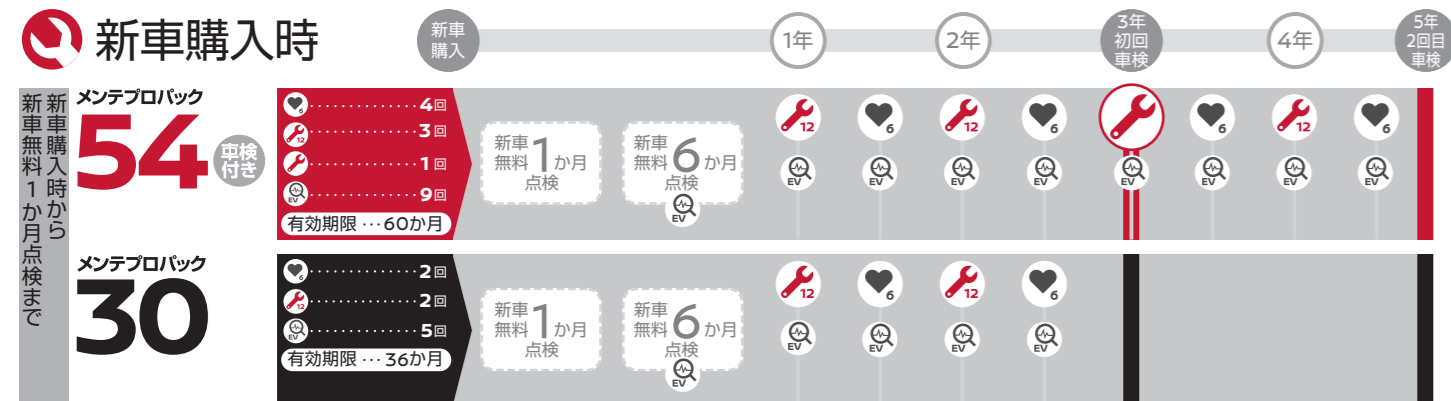 新車購入時
新車
購入
1年
2年
3年
初回
車検
4年
5年
2回目
車検
新車購入時から
新車無料1か月点検まで
メンテプロパック
54
車検
付き
6 ‥‥‥‥‥ 4回
12 ‥‥‥‥‥ 3回
‥‥‥‥‥ 1回
EV ‥‥‥‥‥ 9回
有効期限 … 60か月
新車
無料
1
か月
点検
新車
無料
6
か月
点検
EV
12
6
12
6
6
12
6
EV
EV
EV
EV
EV
EV
EV
EV
メンテプロパック
30
6 ‥‥‥‥‥ 2回
12 ‥‥‥‥‥ 2回
EV ‥‥‥‥‥ 5回
有効期限 … 36か月
新車
無料
1
か月
点検
新車
無料
6
か月
点検
EV
12
6
12
6
EV
EV
EV
EV